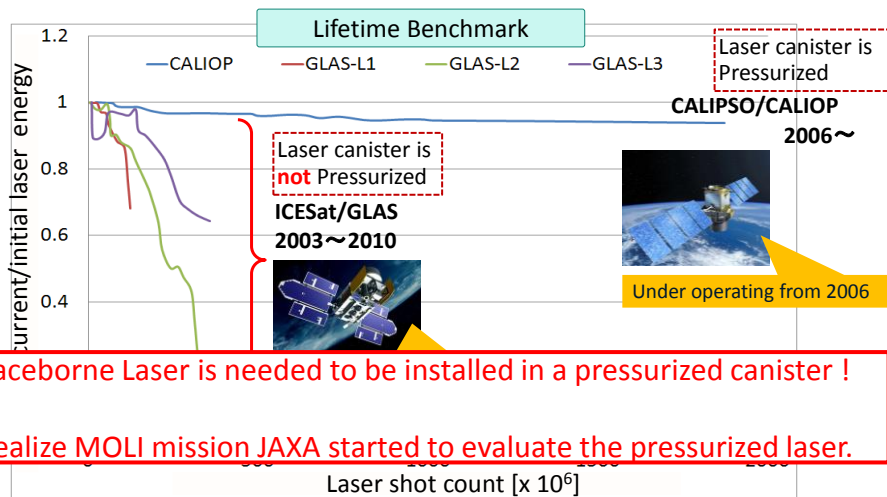 Lifetime Benchmark
1.2
CALIOP
GLAS-L1
GLAS-L2
GLAS-L3
Laser canister is
Pressurized
1
CALIPSO/CALIOP
2006～
0.8
Laser canister is
not Pressurized
ICESat/GLAS
2003～2010
0.6
current/initial laser energy
0.4
Under operating from 2006
aceborne Laser is needed to be installed in a pressurized canister !
ealize MOLI mission JAXA started to evaluate the pressurized laser.
Laser shot count [x 10⁶]